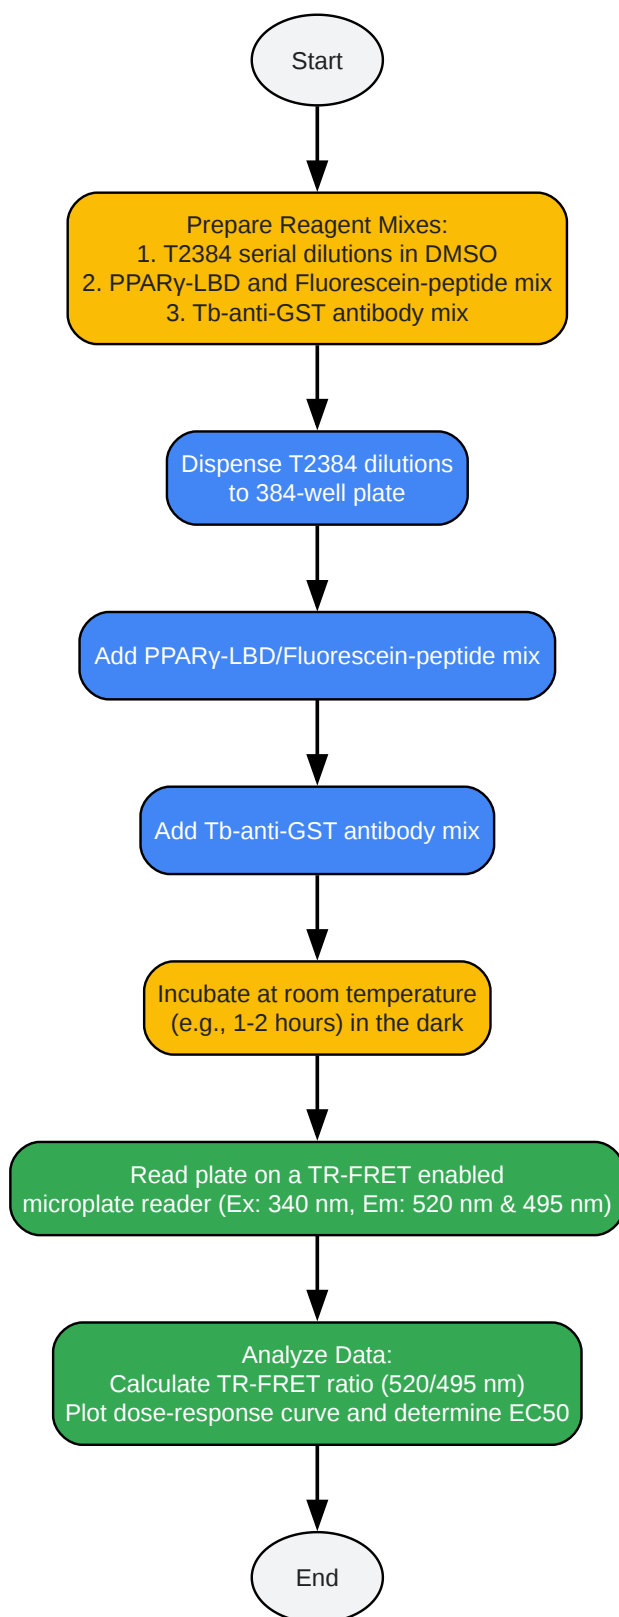 Start
Prepare Reagent Mixes:
1. T2384 serial dilutions in DMSO
2. PPARγ-LBD and Fluorescein-peptide mix
3. Tb-anti-GST antibody mix
Dispense T2384 dilutions
to 384-well plate
Add PPARγ-LBD/Fluorescein-peptide mix
Add Tb-anti-GST antibody mix
Incubate at room temperature
(e.g., 1-2 hours) in the dark
Read plate on a TR-FRET enabled
microplate reader (Ex: 340 nm, Em: 520 nm & 495 nm)
Analyze Data:
Calculate TR-FRET ratio (520/495 nm)
Plot dose-response curve and determine EC50
End